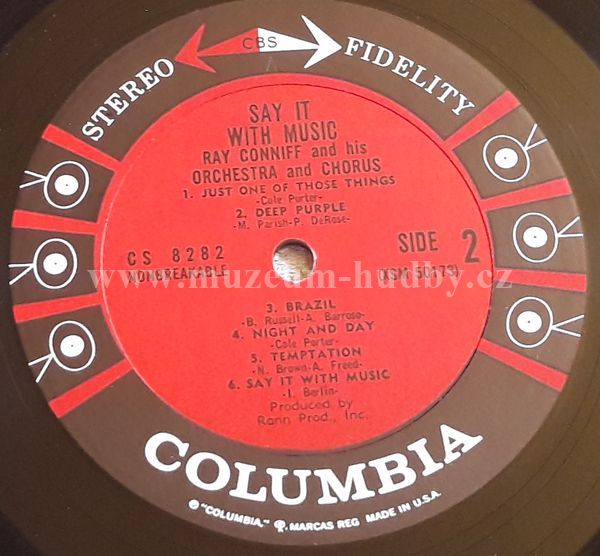 STEREO CBS FIDELITY
SAY IT
WITH MUSIC
RAY CONNIFF and his
ORCHESTRA and CHORUS
1. JUST ONE OF THOSE THINGS
-Cole Porter-
2. DEEP PURPLE
-M. Parish-P. DeRose-
CS 8282
NONBREAKABLE
SIDE 2
(XSM 50173)
www.muzeum-hudby.cz
3. BRAZIL
-B. Russell-A. Barroso-
4. NIGHT AND DAY
-Cole Porter-
5. TEMPTATION
-N. Brown-A. Freed-
6. SAY IT WITH MUSIC
-I. Berlin-
Produced by
Rann Prod., Inc.
COLUMBIA
® "COLUMBIA," MARCAS REG. MADE IN U.S.A.